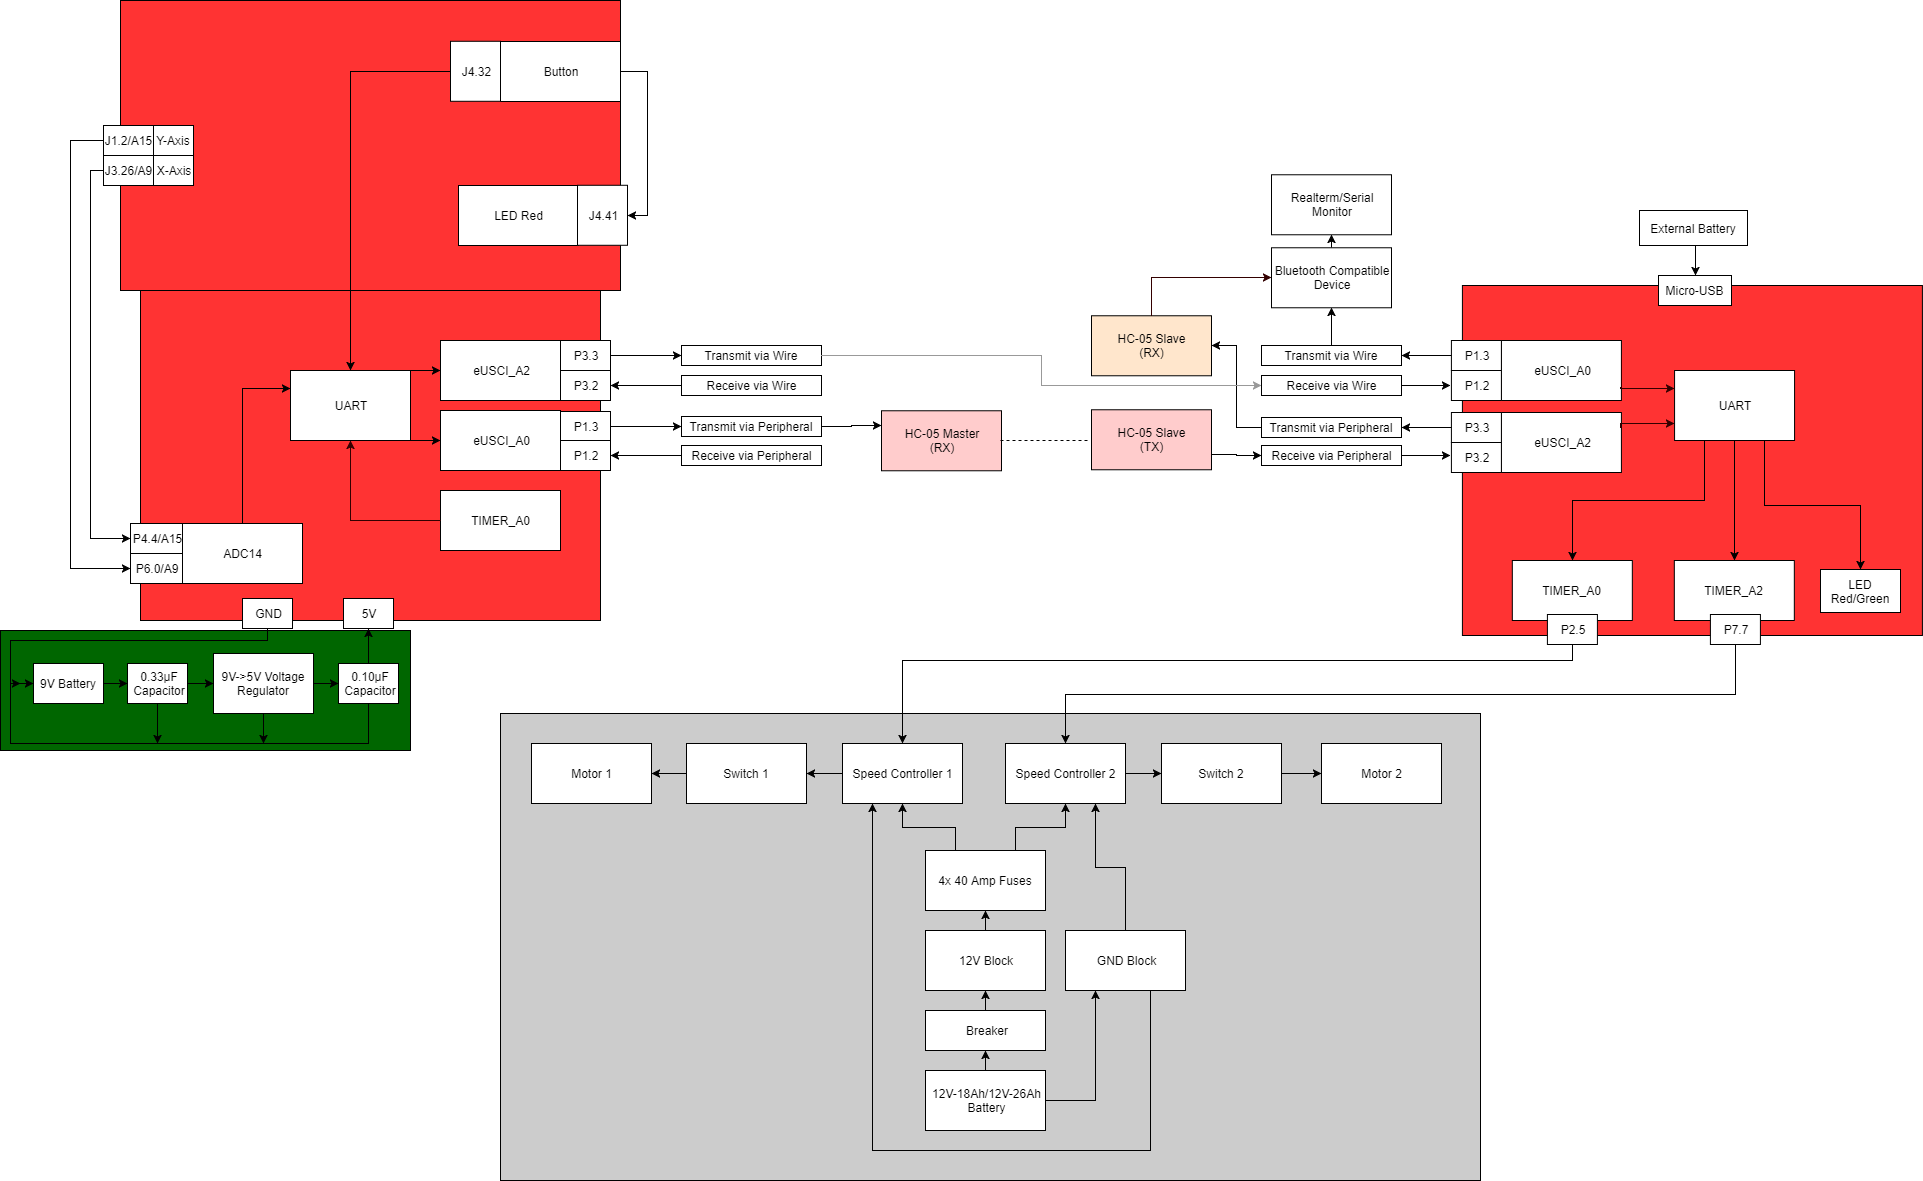 J4.32
Button
J1.2/A15
Y-Axis
J3.26/A9
X-Axis
LED Red
J4.41
UART
eUSCI_A2
P3.3
P3.2
eUSCI_A0
P1.3
P1.2
TIMER_A0
P4.4/A15
P6.0/A9
ADC14
GND
5V
9V Battery
0.33μF
Capacitor
9V->5V Voltage
Regulator
0.10μF
Capacitor
Transmit via Wire
Receive via Wire
Transmit via Peripheral
Receive via Peripheral
HC-05 Master
(RX)
HC-05 Slave
(TX)
HC-05 Slave
(RX)
Realterm/Serial
Monitor
Bluetooth Compatible
Device
Transmit via Wire
Receive via Wire
Transmit via Peripheral
Receive via Peripheral
External Battery
Micro-USB
P1.3
P1.2
eUSCI_A0
P3.3
P3.2
eUSCI_A2
UART
TIMER_A0
P2.5
TIMER_A2
P7.7
LED
Red/Green
Motor 1
Switch 1
Speed Controller 1
Speed Controller 2
Switch 2
Motor 2
4x 40 Amp Fuses
12V Block
GND Block
Breaker
12V-18Ah/12V-26Ah
Battery